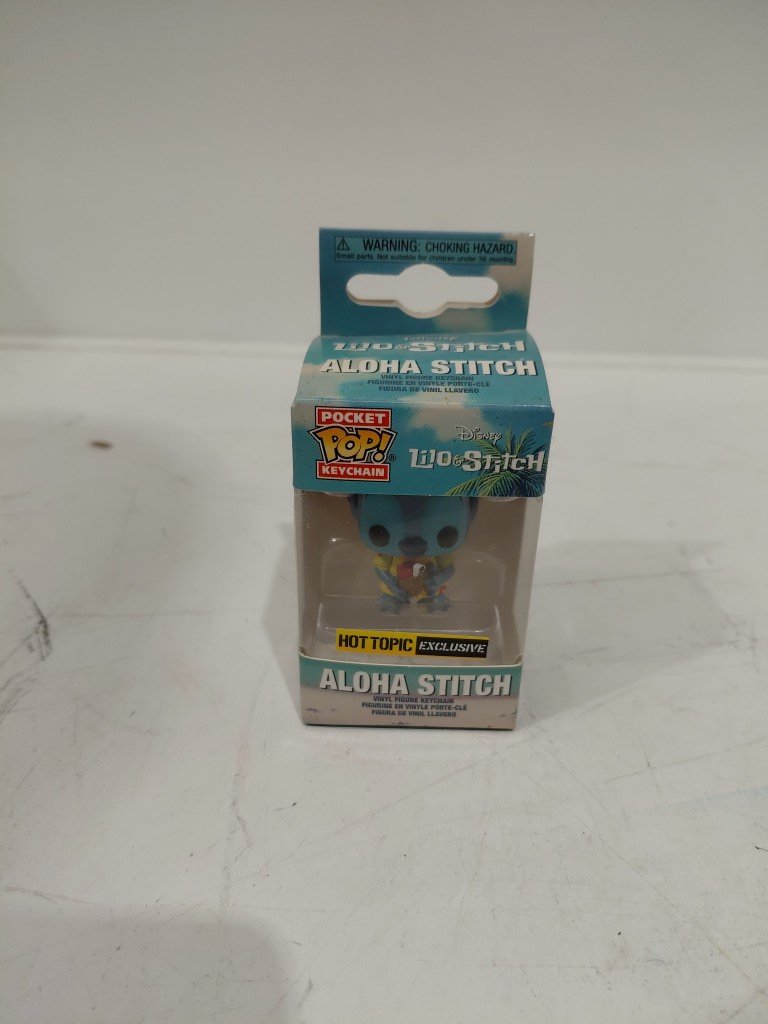 WARNING: CHOKING HAZARD.
Small parts. Not suitable for children under 36 months.
Disney
Lilo & Stitch
ALOHA STITCH
VINYL FIGURE KEYCHAIN
FIGURINE EN VINYLE PORTE-CLÉ
FIGURA DE VINIL LLAVERO
POCKET
POP!®
KEYCHAIN
Disney
Lilo & Stitch
HOT TOPIC EXCLUSIVE
ALOHA STITCH
VINYL FIGURE KEYCHAIN
FIGURINE EN VINYLE PORTE-CLÉ
FIGURA DE VINIL LLAVERO